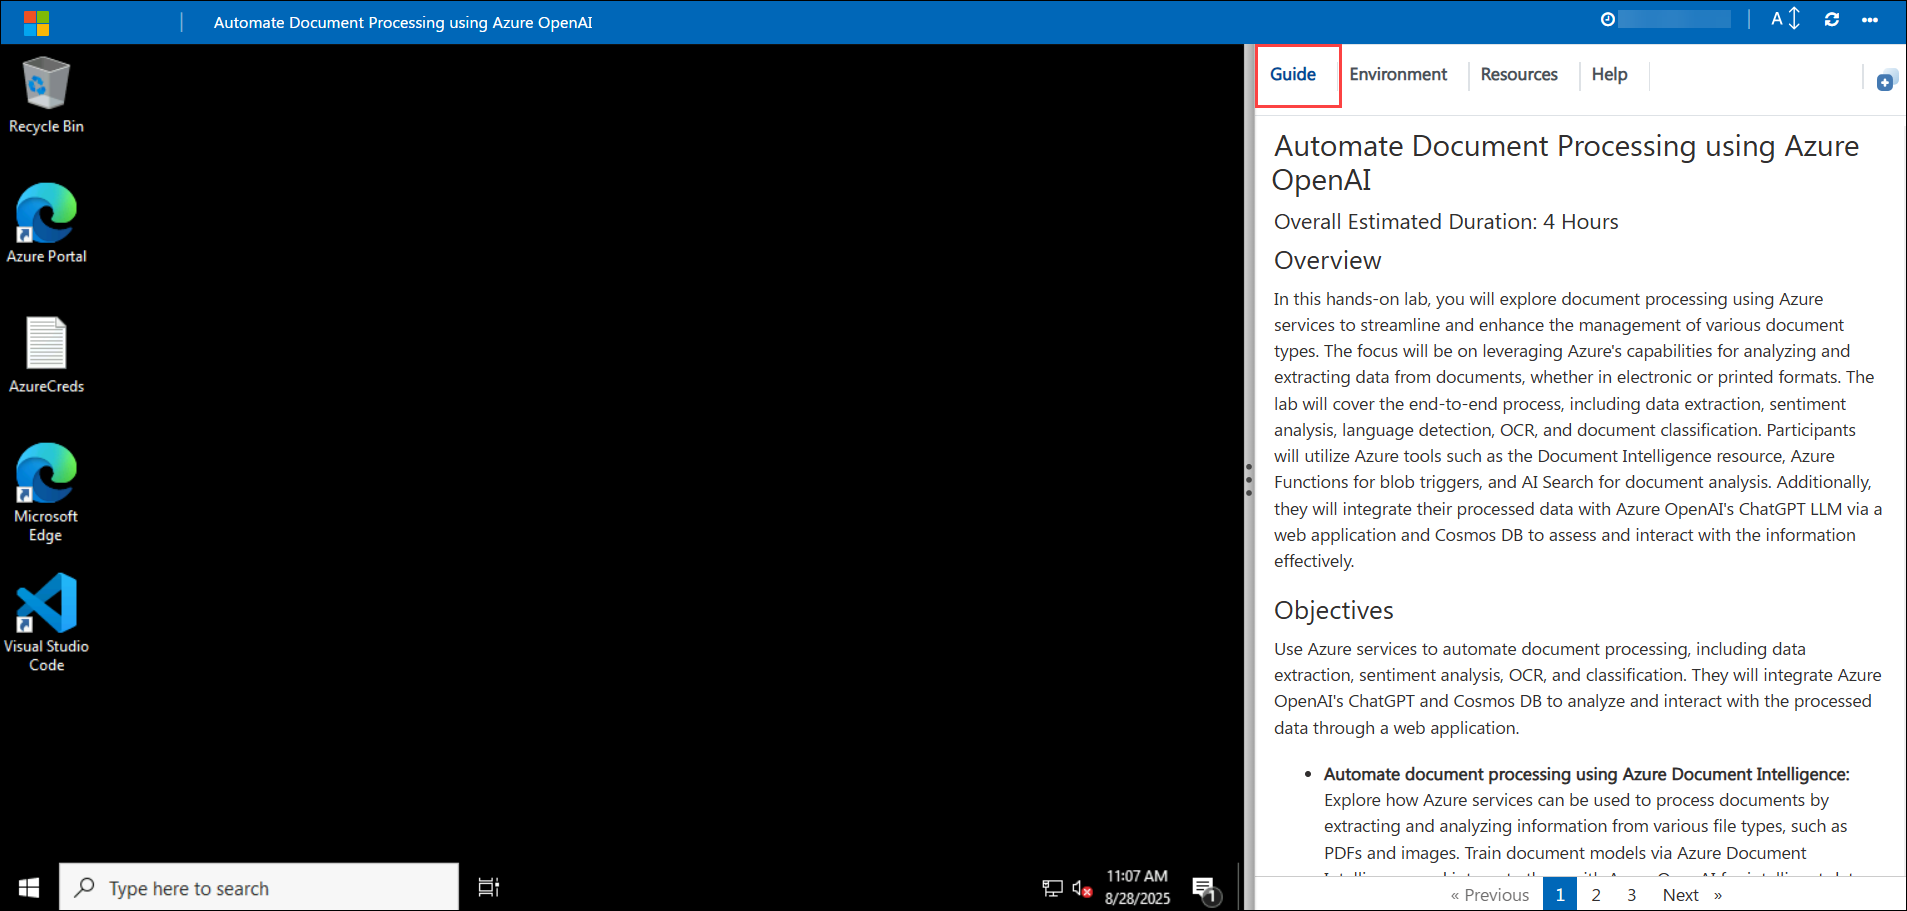 Automate Document Processing using Azure OpenAI
A
Recycle Bin
Azure Portal
AzureCreds
Microsoft
Edge
Visual Studio
Code
Type here to search
11:07 AM
8/28/2025
1
Guide
Environment
Resources
Help
Automate Document Processing using Azure
OpenAI
Overall Estimated Duration: 4 Hours
Overview
In this hands-on lab, you will explore document processing using Azure
services to streamline and enhance the management of various document
types. The focus will be on leveraging Azure's capabilities for analyzing and
extracting data from documents, whether in electronic or printed formats. The
lab will cover the end-to-end process, including data extraction, sentiment
analysis, language detection, OCR, and document classification. Participants
will utilize Azure tools such as the Document Intelligence resource, Azure
Functions for blob triggers, and AI Search for document analysis. Additionally,
they will integrate their processed data with Azure OpenAI's ChatGPT LLM via a
web application and Cosmos DB to assess and interact with the information
effectively.
Objectives
Use Azure services to automate document processing, including data
extraction, sentiment analysis, OCR, and classification. They will integrate Azure
OpenAI's ChatGPT and Cosmos DB to analyze and interact with the processed
data through a web application.
• Automate document processing using Azure Document Intelligence:
Explore how Azure services can be used to process documents by
extracting and analyzing information from various file types, such as
PDFs and images. Train document models via Azure Document
« Previous 1 2 3 Next »